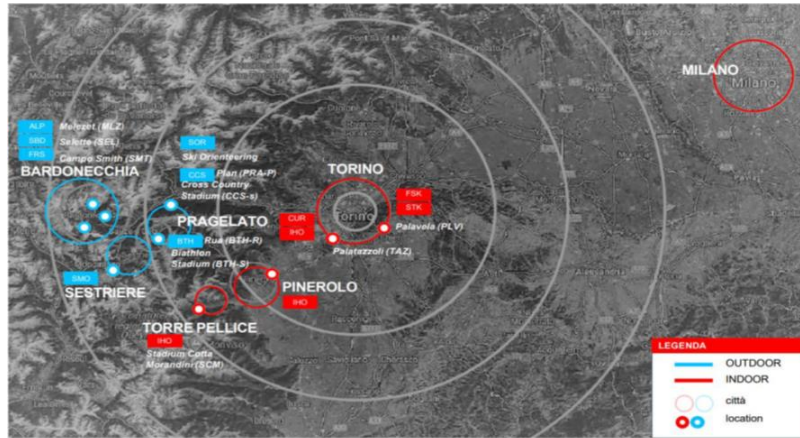 MILANO
Milano
ALP
Melezet (MLZ)
SBD
Selette (SEL)
FRS
Campo Smith (SMT)
BARDONECCHIA
SOR
Ski Orienteering
CCS
Plan (PRA-P)
Cross Country
Stadium (CCS-s)
PRAGELATO
BTH
Rua (BTH-R)
Biathlon
Stadium (BTH-S)
SMO
SESTRIERE
TORINO
Torino
FSK
STK
CUR
IHO
Palavela (PLV)
Palatazzoli (TAZ)
PINEROLO
IHO
TORRE PELLICE
IHO
Stadium Cotta
Morandini (SCM)
LEGENDA
OUTDOOR
INDOOR
città
location